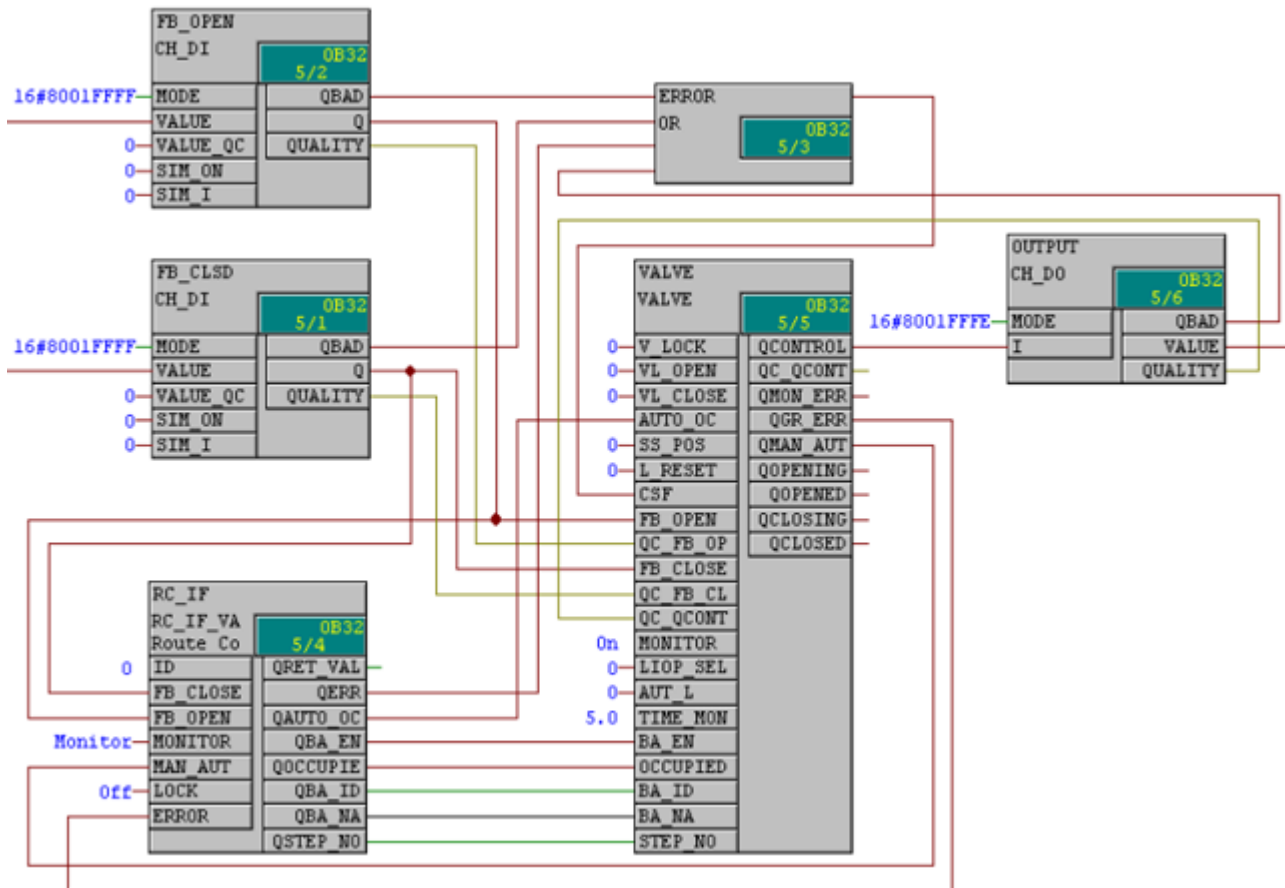 FB_OPEN
CH_DI
OB32
5/2
16#8001FFFF MODE QBAD
VALUE Q
0 VALUE_QC QUALITY
0 SIM_ON
0 SIM_I
ERROR
OR
OB32
5/3
FB_CLSD
CH_DI
OB32
5/1
16#8001FFFF MODE QBAD
VALUE Q
0 VALUE_QC QUALITY
0 SIM_ON
0 SIM_I
VALVE
VALVE
OB32
5/5
0 V_LOCK QCONTROL
0 VL_OPEN QC_QCONT
0 VL_CLOSE QMON_ERR
AUTO_OC QGR_ERR
0 SS_POS QMAN_AUT
0 L_RESET QOPENING
CSF QOPENED
FB_OPEN QCLOSING
QC_FB_OP QCLOSED
FB_CLOSE
QC_FB_CL
QC_QCONT
On MONITOR
0 LIOP_SEL
0 AUT_L
5.0 TIME_MON
BA_EN
OCCUPIED
BA_ID
BA_NA
STEP_NO
OUTPUT
CH_DO
OB32
5/6
16#8001FFFE MODE QBAD
I VALUE
QUALITY
RC_IF
RC_IF_VA
Route Co
OB32
5/4
0 ID QRET_VAL
FB_CLOSE QERR
FB_OPEN QAUTO_OC
Monitor MONITOR QBA_EN
MAN_AUT QOCCUPIE
Off LOCK QBA_ID
ERROR QBA_NA
QSTEP_NO